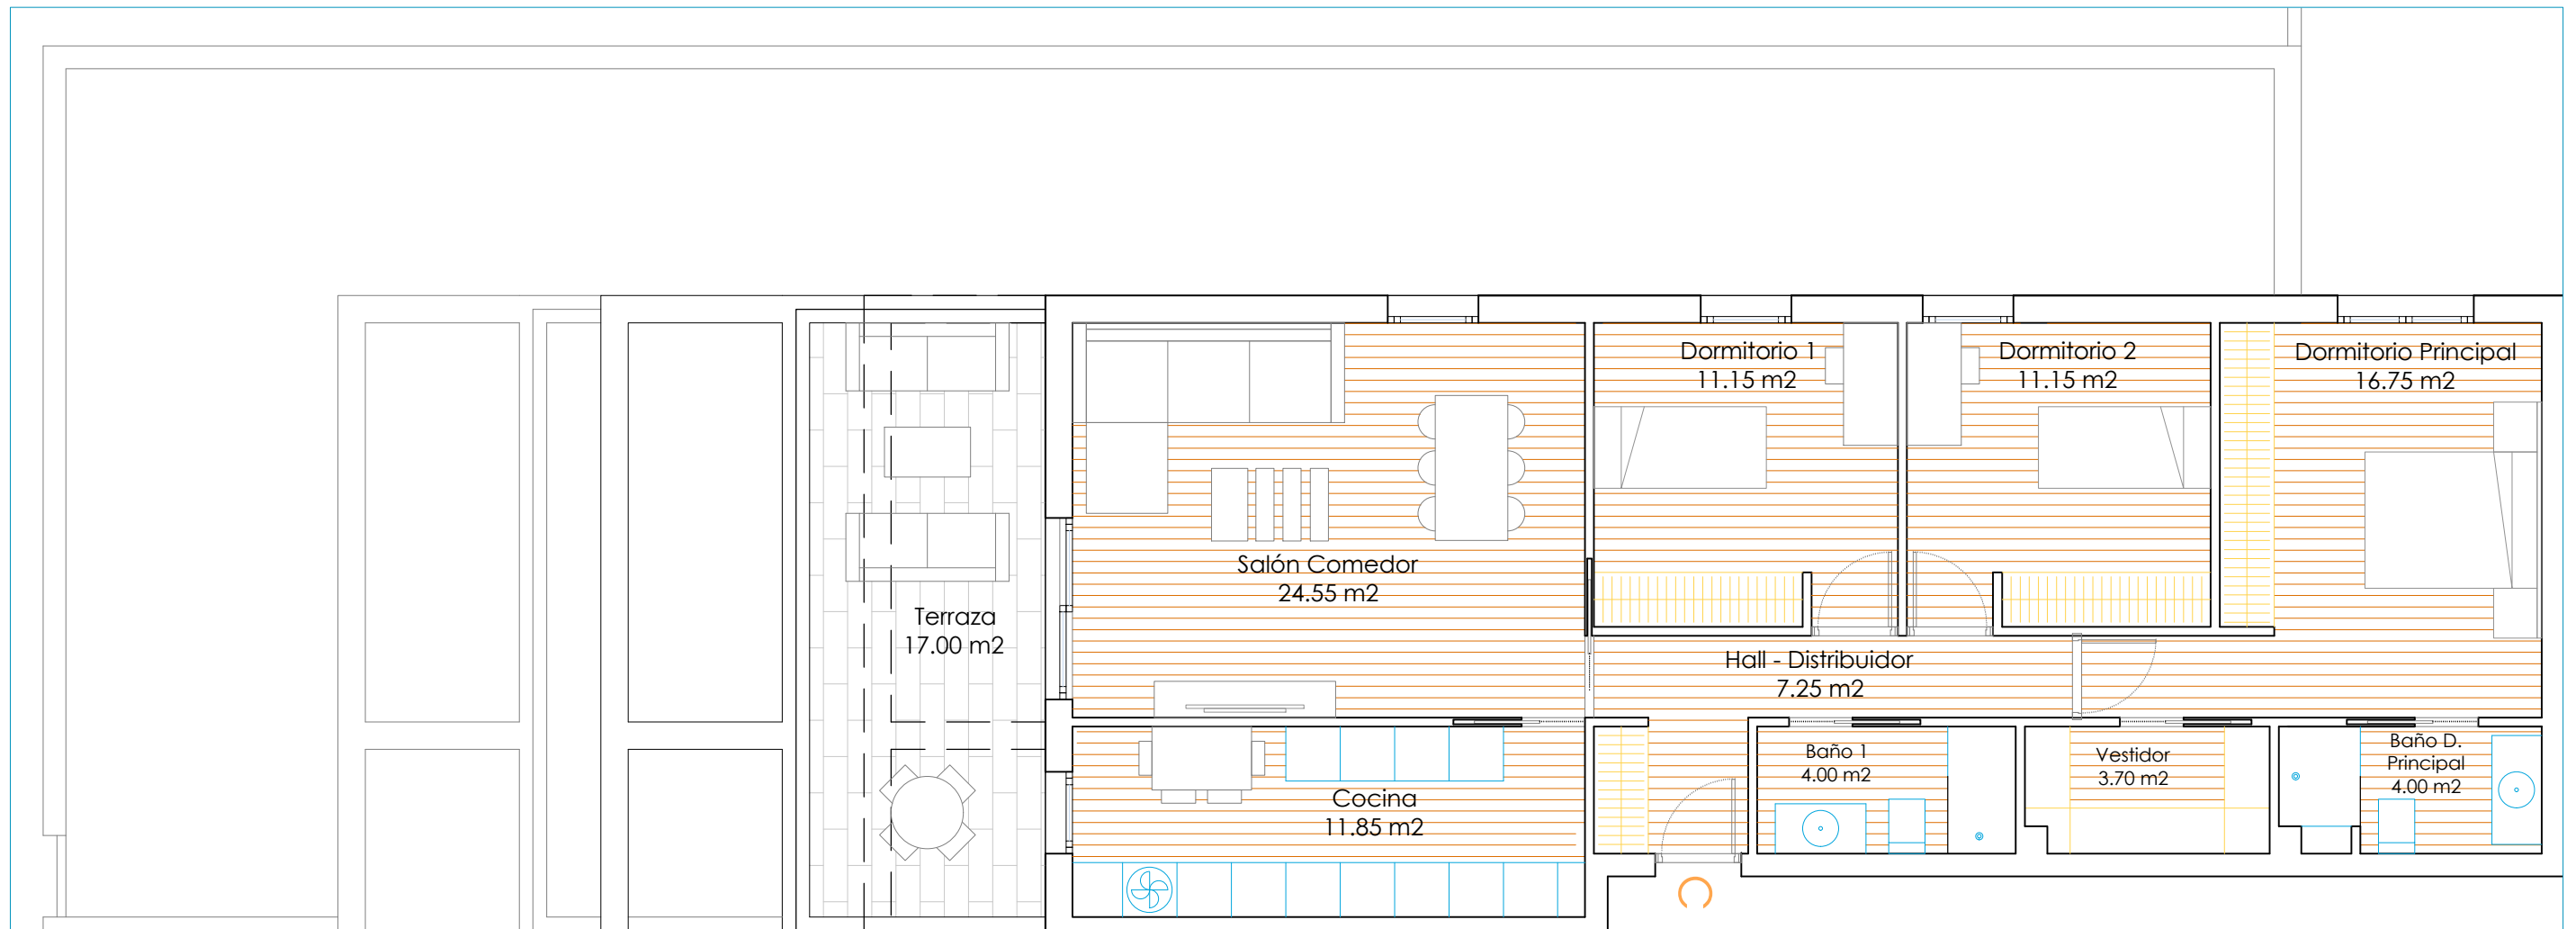 Dormitorio 1
11.15 m2
Dormitorio 2
11.15 m2
Dormitorio Principal
16.75 m2
Salón Comedor
24.55 m2
Terraza
17.00 m2
Hall - Distribuidor
7.25 m2
Cocina
11.85 m2
Baño 1
4.00 m2
Vestidor
3.70 m2
Baño D.
Principal
4.00 m2